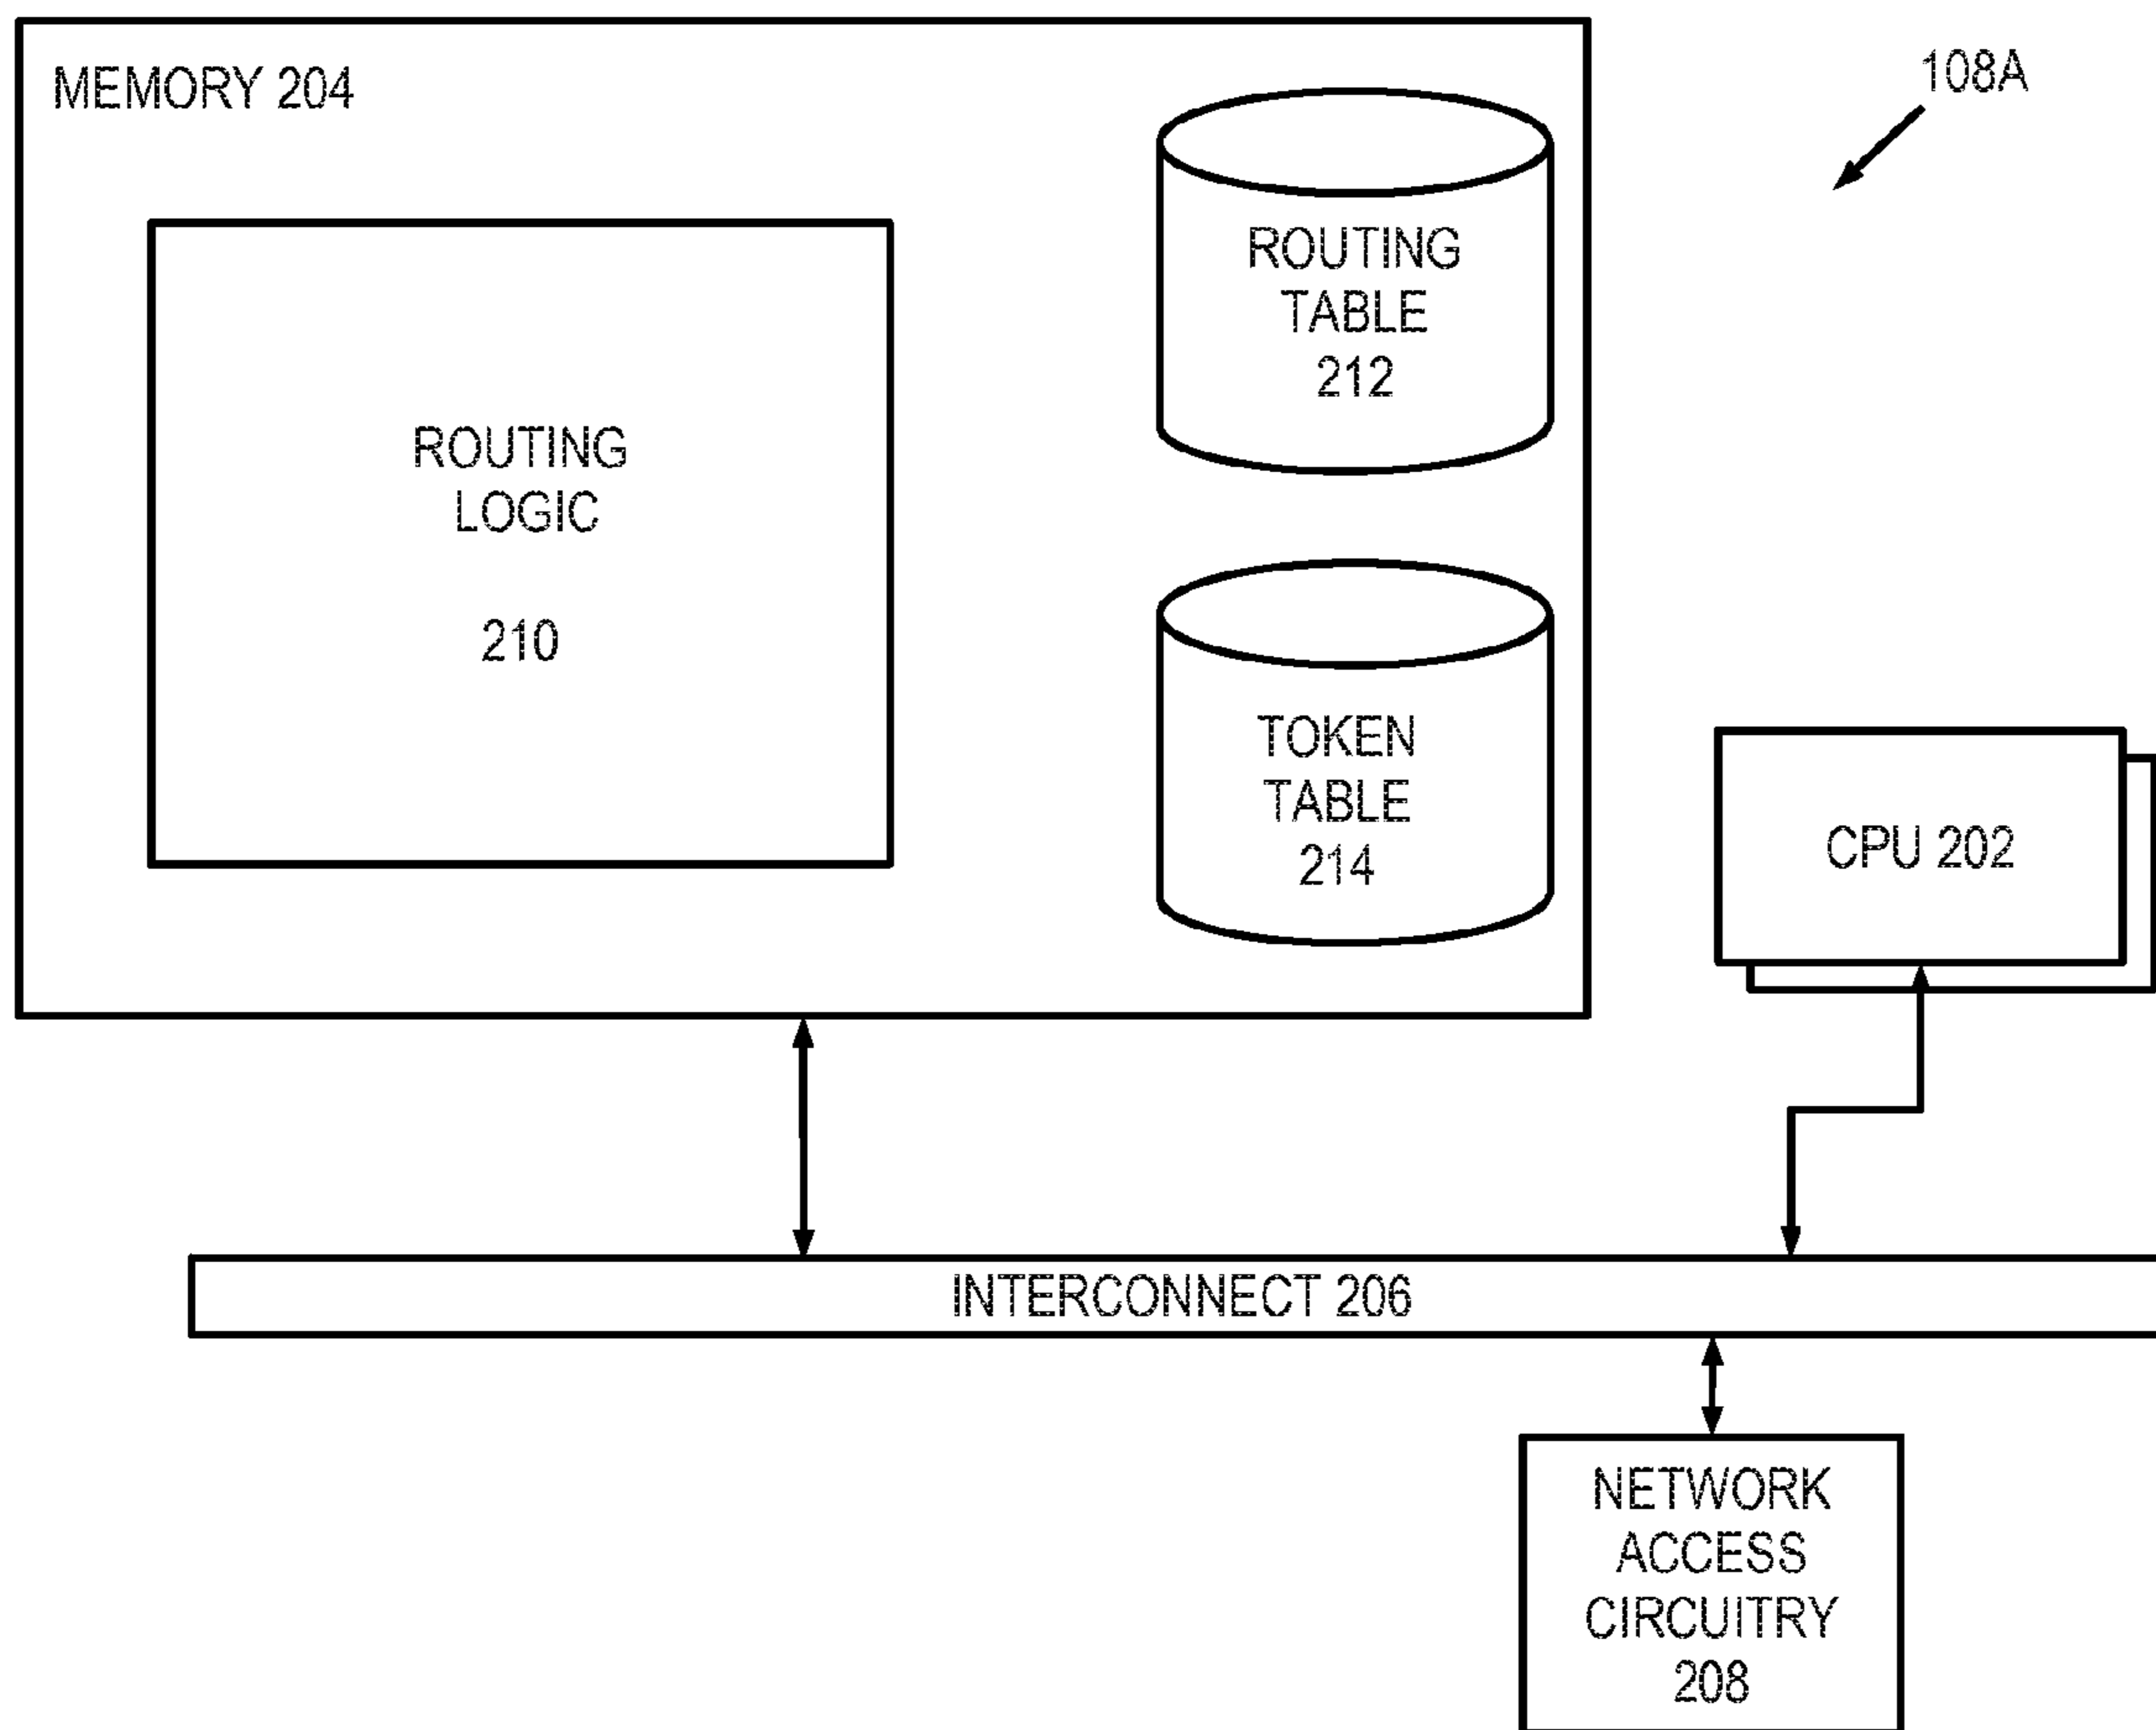 MEMORY 204
108A
ROUTING
TABLE
212
ROUTING
LOGIC
210
TOKEN
TABLE
214
CPU 202
INTERCONNECT 206
NETWORK
ACCESS
CIRCUITRY
208